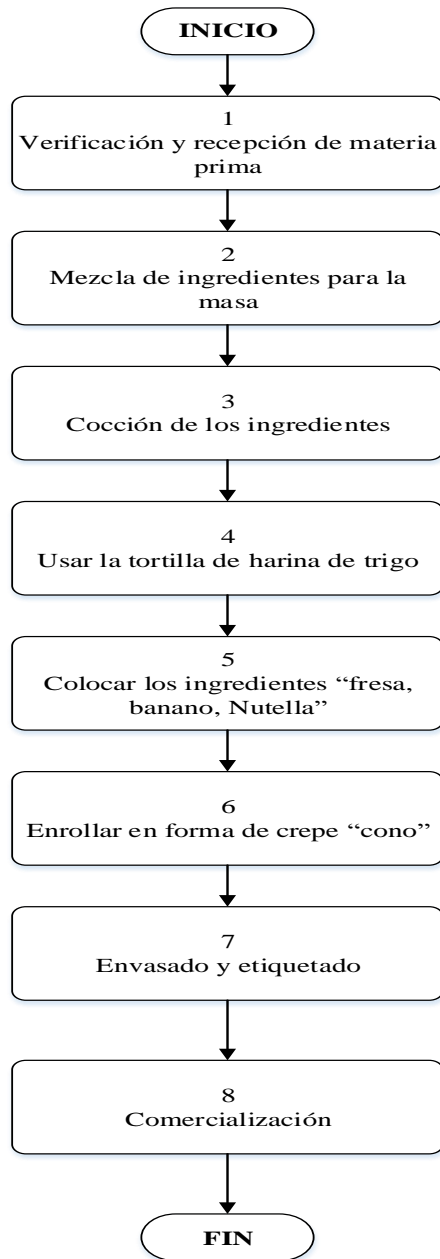 INICIO
1
Verificación y recepción de materia
prima
2
Mezcla de ingredientes para la
masa
3
Cocción de los ingredientes
4
Usar la tortilla de harina de trigo
5
Colocar los ingredientes “fresa,
banano, Nutella”
6
Enrollar en forma de crepe “cono”
7
Envasado y etiquetado
8
Comercialización
FIN